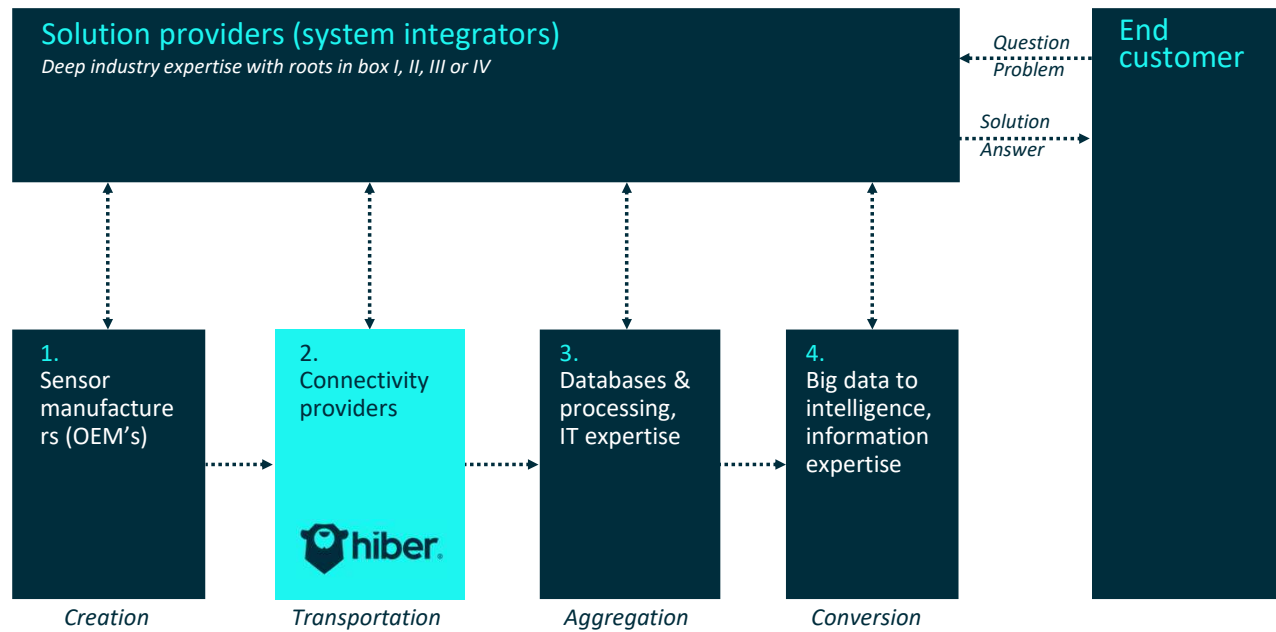 Solution providers (system integrators)
Deep industry expertise with roots in box I, II, III or IV
Question
Problem
Solution
Answer
End
customer
1.
Sensor
manufacture
rs (OEM's)
2.
Connectivity
providers
hiber.
3.
Databases &
processing,
IT expertise
4.
Big data to
intelligence,
information
expertise
Creation
Transportation
Aggregation
Conversion